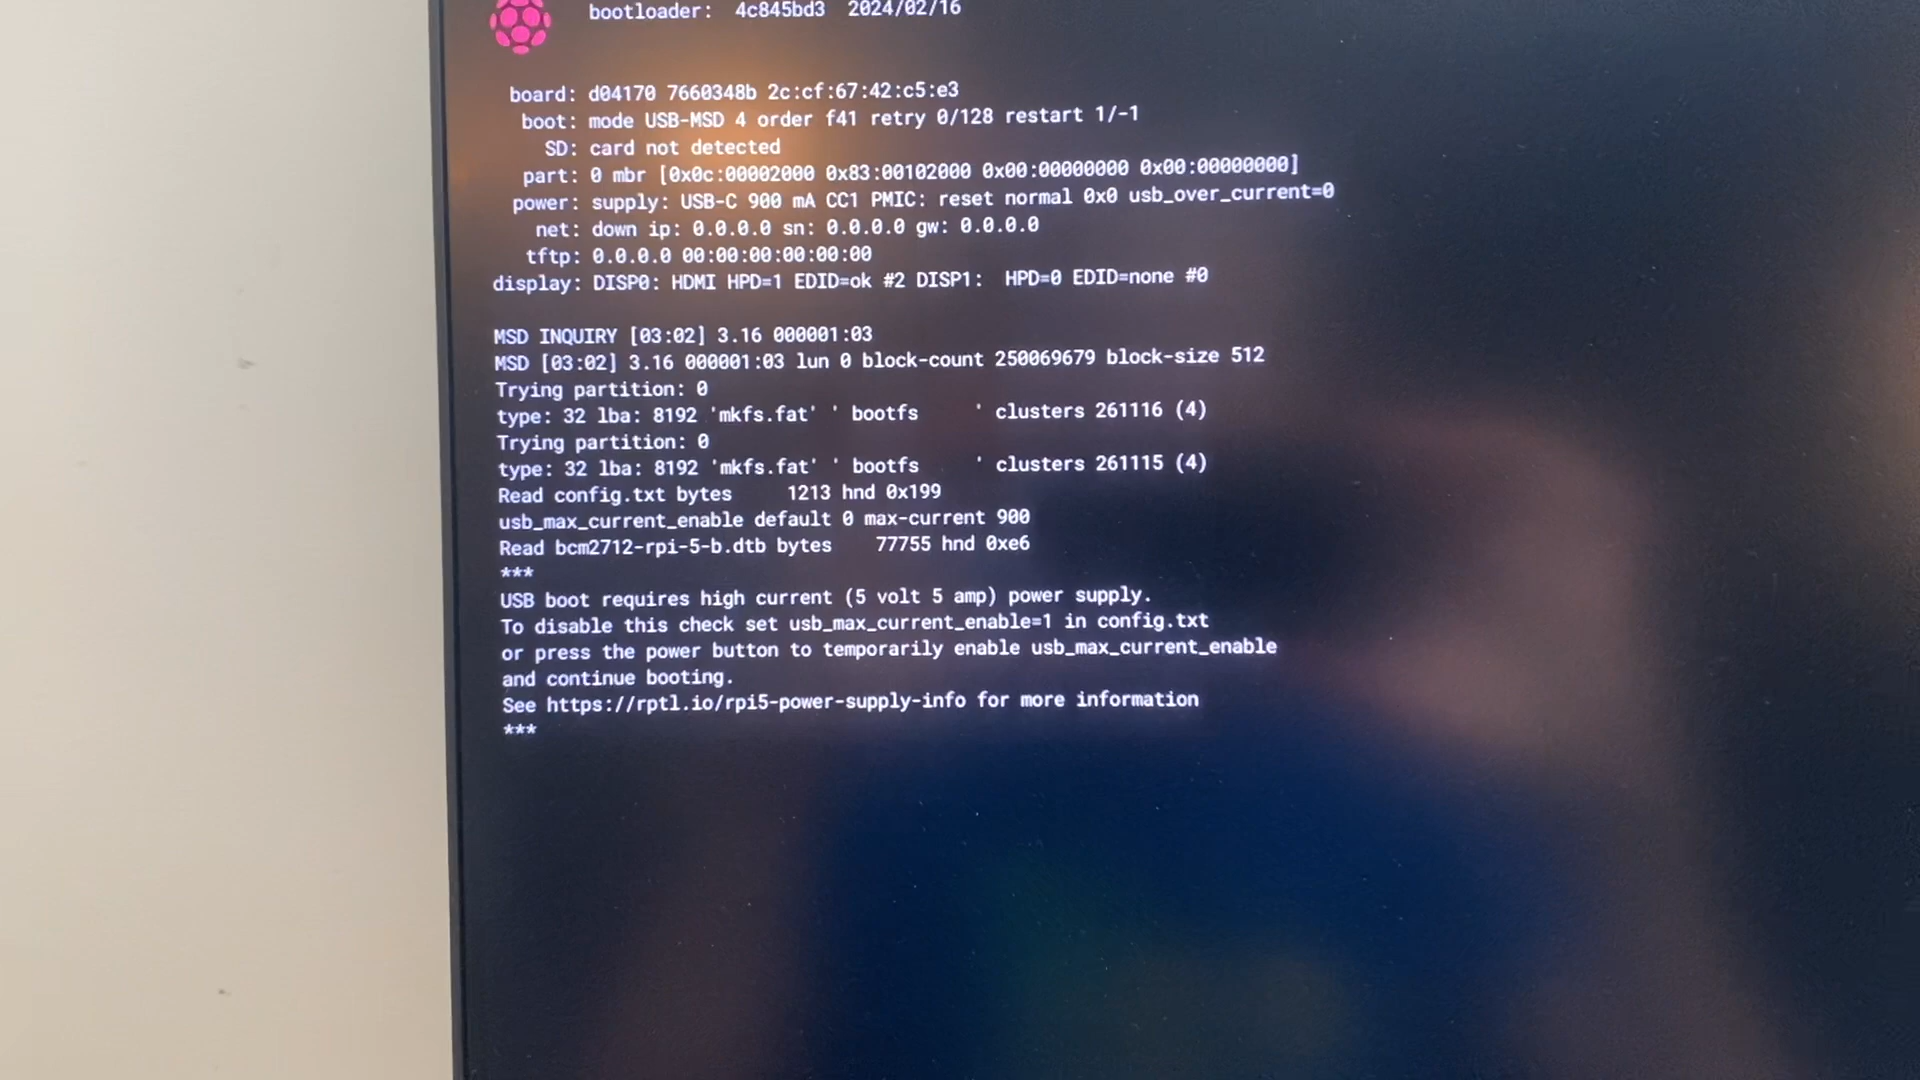 bootloader: 4c845bd3 2024/02/16
board: d04170 7660348b 2c:cf:67:42:c5:e3
boot: mode USB-MSD 4 order f41 retry 0/128 restart 1/-1
SD: card not detected
part: 0 mbr [0x0c:00002000 0x83:00102000 0x00:00000000 0x00:00000000]
power: supply: USB-C 900 mA CC1 PMIC: reset normal 0x0 usb_over_current=0
net: down ip: 0.0.0.0 sn: 0.0.0.0 gw: 0.0.0.0
tftp: 0.0.0.0 00:00:00:00:00:00
display: DISP0: HDMI HPD=1 EDID=ok #2 DISP1: HPD=0 EDID=none #0
MSD INQUIRY [03:02] 3.16 000001:03
MSD [03:02] 3.16 000001:03 lun 0 block-count 250069679 block-size 512
Trying partition: 0
type: 32 lba: 8192 'mkfs.fat' ' bootfs ' clusters 261116 (4)
Trying partition: 0
type: 32 lba: 8192 'mkfs.fat' ' bootfs ' clusters 261115 (4)
Read config.txt bytes 1213 hnd 0x199
usb_max_current_enable default 0 max-current 900
Read bcm2712-rpi-5-b.dtb bytes 77755 hnd 0xe6
***
USB boot requires high current (5 volt 5 amp) power supply.
To disable this check set usb_max_current_enable=1 in config.txt
or press the power button to temporarily enable usb_max_current_enable
and continue booting.
See https://rptl.io/rpi5-power-supply-info for more information
***